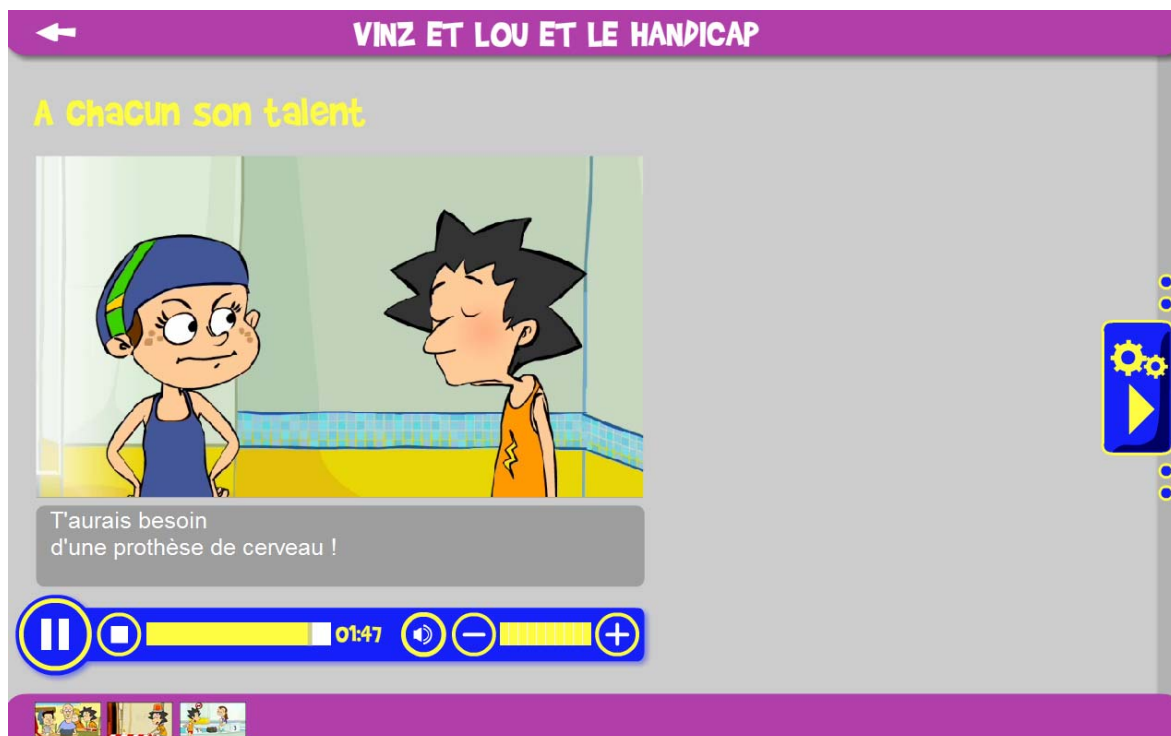 VINZ ET LOU ET LE HANDICAP
A chacun son talent
T'aurais besoin
d'une prothèse de cerveau !
01:47